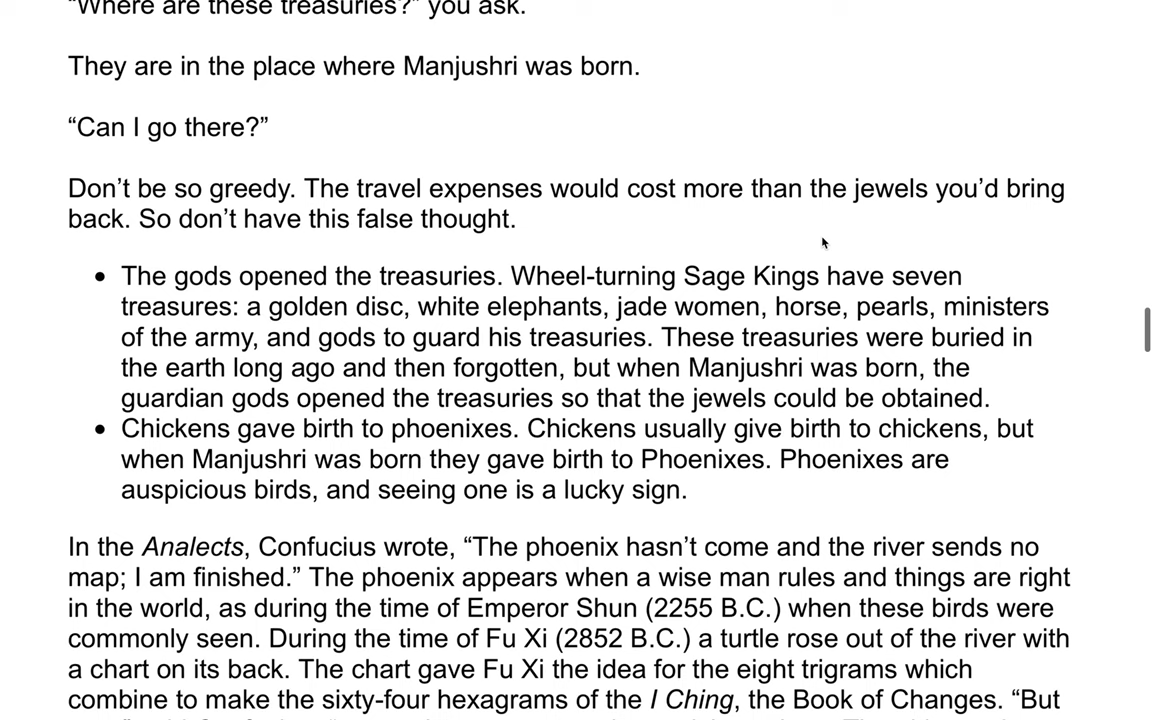 "Where are these treasuries?" you ask.
They are in the place where Manjushri was born.
“Can I go there?”
Don’t be so greedy. The travel expenses would cost more than the jewels you’d bring
back. So don’t have this false thought.
• The gods opened the treasuries. Wheel-turning Sage Kings have seven
treasures: a golden disc, white elephants, jade women, horse, pearls, ministers
of the army, and gods to guard his treasuries. These treasuries were buried in
the earth long ago and then forgotten, but when Manjushri was born, the
guardian gods opened the treasuries so that the jewels could be obtained.
• Chickens gave birth to phoenixes. Chickens usually give birth to chickens, but
when Manjushri was born they gave birth to Phoenixes. Phoenixes are
auspicious birds, and seeing one is a lucky sign.
In the Analects, Confucius wrote, “The phoenix hasn’t come and the river sends no
map; I am finished.” The phoenix appears when a wise man rules and things are right
in the world, as during the time of Emperor Shun (2255 B.C.) when these birds were
commonly seen. During the time of Fu Xi (2852 B.C.) a turtle rose out of the river with
a chart on its back. The chart gave Fu Xi the idea for the eight trigrams which
combine to make the sixty-four hexagrams of the I Ching, the Book of Changes. “But